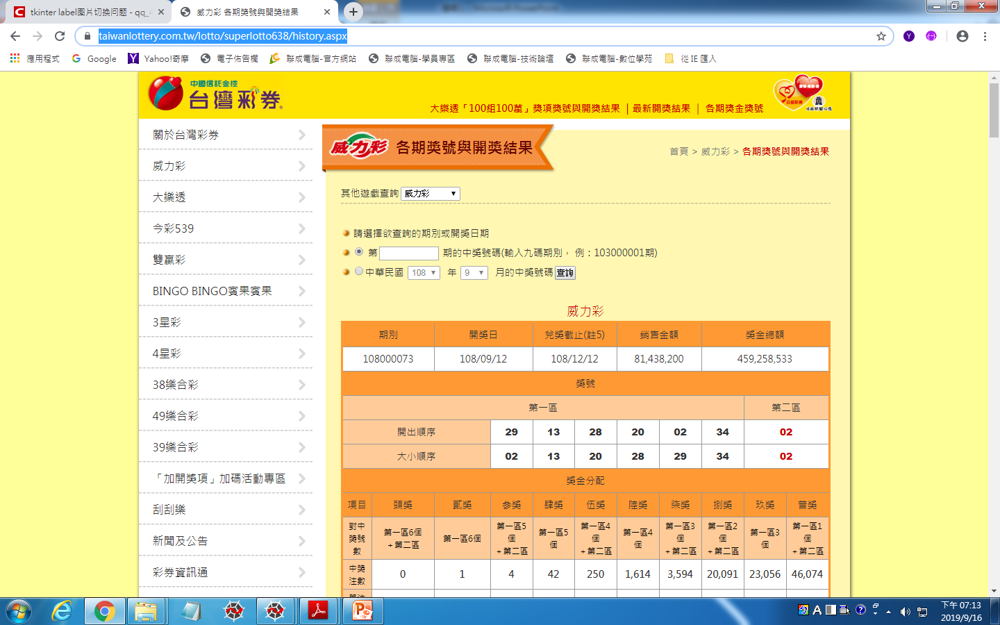 tkinter label图片切换问题 - qq_
威力彩 各期獎號與開獎結果
taiwanlottery.com.tw/lotto/superlotto638/history.aspx
應用程式 Google Yahoo!奇摩 電子佈告欄 聯成電腦-官方網站 聯成電腦-學員專區 聯成電腦-技術論壇 聯成電腦-數位學苑 從 IE 匯入
中國信託金控
台灣彩券
大樂透「100組100萬」獎項獎號與開獎結果 | 最新開獎結果 | 各期獎金獎號
公益彩券
關於台灣彩券
威力彩
大樂透
今彩539
雙贏彩
BINGO BINGO賓果賓果
3星彩
4星彩
38樂合彩
49樂合彩
39樂合彩
「加開獎項」加碼活動專區
刮刮樂
新聞及公告
彩券資訊通
威力彩 各期獎號與開獎結果
首頁 > 威力彩 > 各期獎號與開獎結果
其他遊戲查詢 威力彩
請選擇欲查詢的期別或開獎日期
第 期的中獎號碼(輸入九碼期別， 例：103000001期)
中華民國 108 年 9 月的中獎號碼 查詢
威力彩
期別 開獎日 兌獎截止(註5) 銷售金額 獎金總額
108000073 108/09/12 108/12/12 81,438,200 459,258,533
獎號
第一區 第二區
開出順序 29 13 28 20 02 34 02
大小順序 02 13 20 28 29 34 02
獎金分配
項目 頭獎 貳獎 參獎 肆獎 伍獎 陸獎 柒獎 捌獎 玖獎 普獎
對中獎號數 第一區6個＋第二區 第一區6個 第一區5個＋第二區 第一區5個 第一區4個＋第二區 第一區4個 第一區3個＋第二區 第一區2個＋第二區 第一區3個 第一區1個＋第二區
中獎注數 0 1 4 42 250 1,614 3,594 20,091 23,056 46,074
下午 07:13
2019/9/16